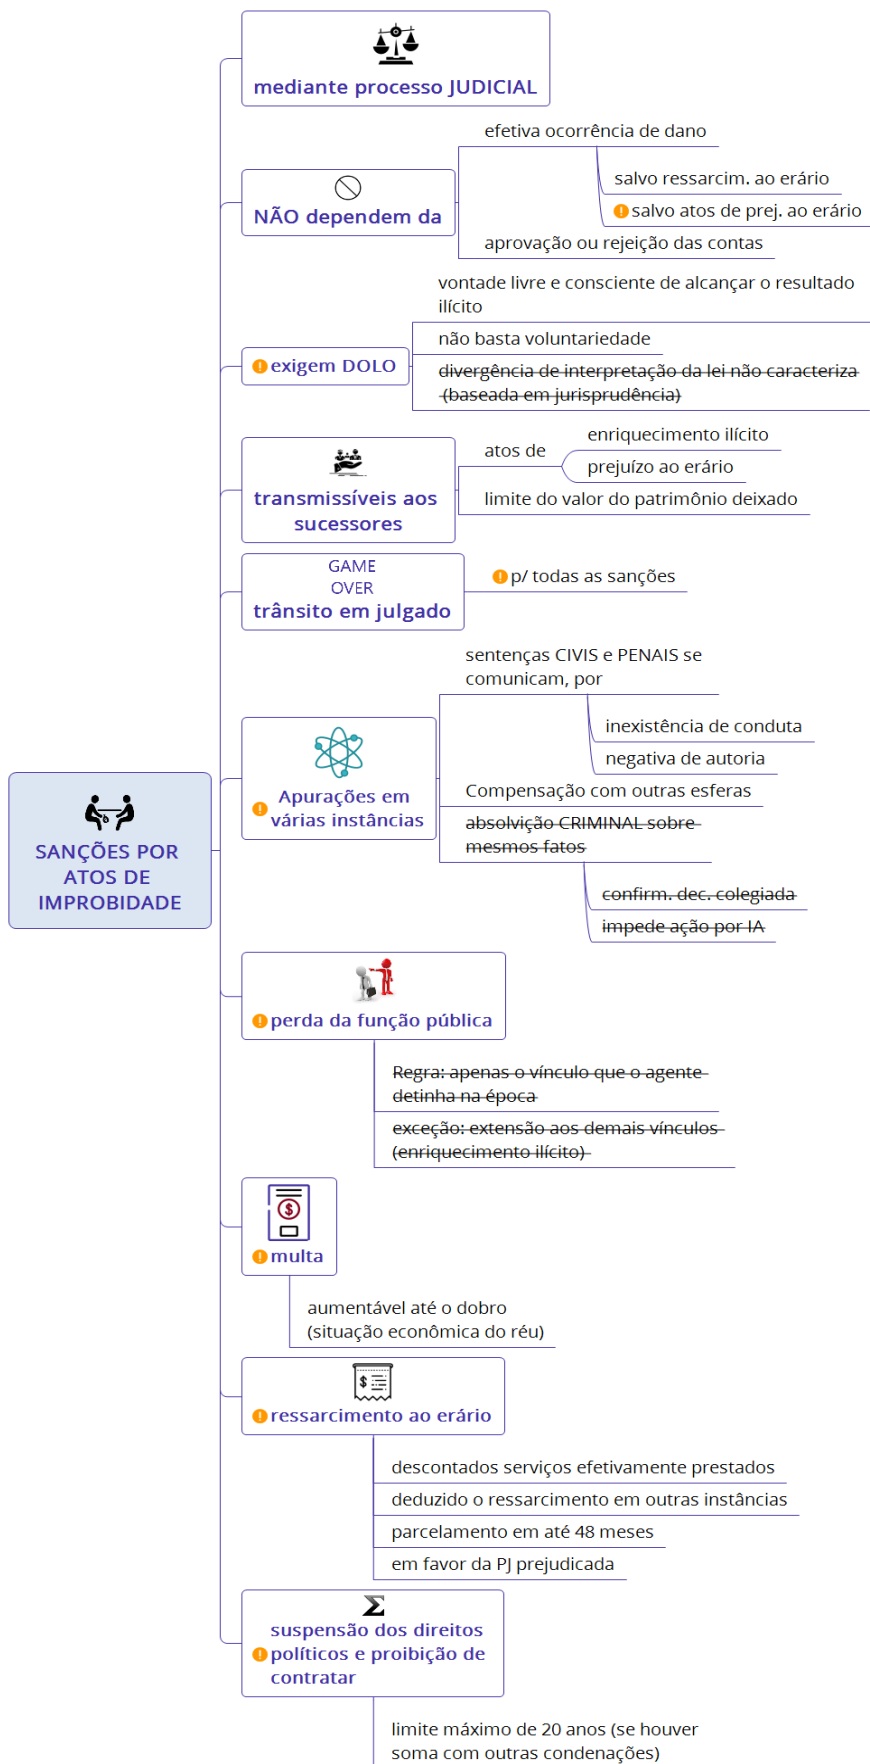 mediante processo JUDICIAL
efetiva ocorrência de dano
salvo ressarcim. ao erário
salvo atos de prej. ao erário
NÃO dependem da
aprovação ou rejeição das contas
vontade livre e consciente de alcançar o resultado
ilícito
não basta voluntariedade
exigem DOLO
divergência de interpretação da lei não caracteriza
(baseada em jurisprudência)
atos de
enriquecimento ilícito
prejuízo ao erário
transmissíveis aos
sucessores
limite do valor do patrimônio deixado
GAME
OVER
trânsito em julgado
p/ todas as sanções
sentenças CIVIS e PENAIS se
comunicam, por
inexistência de conduta
negativa de autoria
Apurações em
várias instâncias
Compensação com outras esferas
absolvição CRIMINAL sobre
mesmos fatos
confirm. dec. colegiada
impede ação por IA
SANÇÕES POR
ATOS DE
IMPROBIDADE
perda da função pública
Regra: apenas o vínculo que o agente
detinha na época
exceção: extensão aos demais vínculos
(enriquecimento ilícito)
$
multa
aumentável até o dobro
(situação econômica do réu)
$
ressarcimento ao erário
descontados serviços efetivamente prestados
deduzido o ressarcimento em outras instâncias
parcelamento em até 48 meses
em favor da PJ prejudicada
Σ
suspensão dos direitos
políticos e proibição de
contratar
limite máximo de 20 anos (se houver
soma com outras condenações)